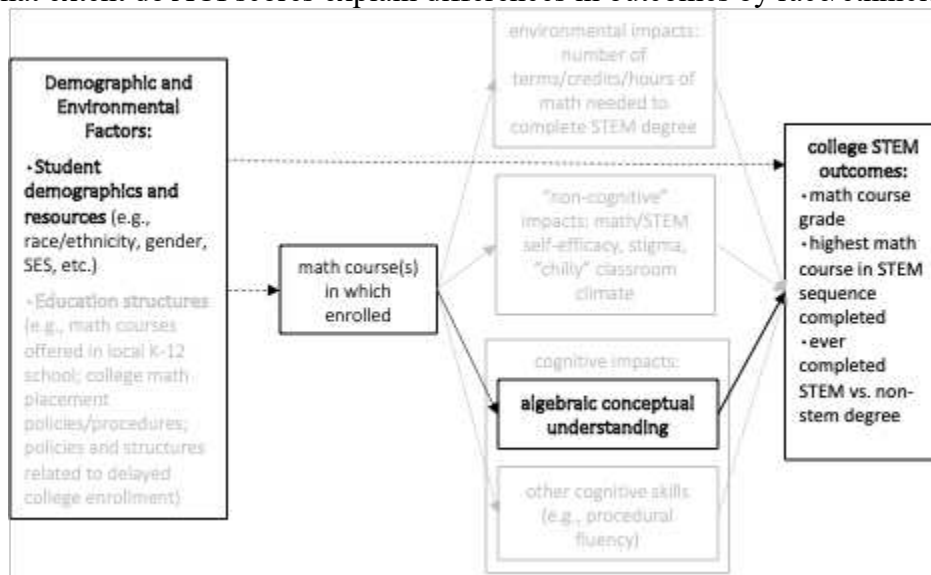 Demographic and
Environmental
Factors:
•Student
demographics and
resources (e.g.,
race/ethnicity, gender,
SES, etc.)
•Education structures
(e.g., math courses
offered in local K-12
school; college math
placement
policies/procedures;
policies and structures
related to delayed
college enrollment)
math course(s)
in which
enrolled
environmental impacts:
number of
terms/credits/hours of
math needed to
complete STEM degree
"non-cognitive"
impacts: math/STEM
self-efficacy, stigma,
"chilly" classroom
climate
cognitive impacts:
algebraic conceptual
understanding
other cognitive skills
(e.g., procedural
fluency)
college STEM
outcomes:
•math course
grade
•highest math
course in STEM
sequence
completed
•ever
completed
STEM vs. non-
stem degree